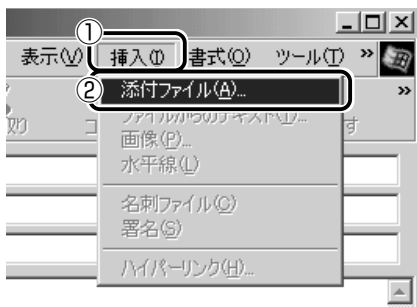 ①
表示(V) 挿入(I) 書式(O) ツール(T) »
② 添付ファイル(A)... »
ファイルからのテキスト(T)...
画像(P)...
水平線(L)
名刺ファイル(C)
署名(S)
ハイパーリンク(H)...